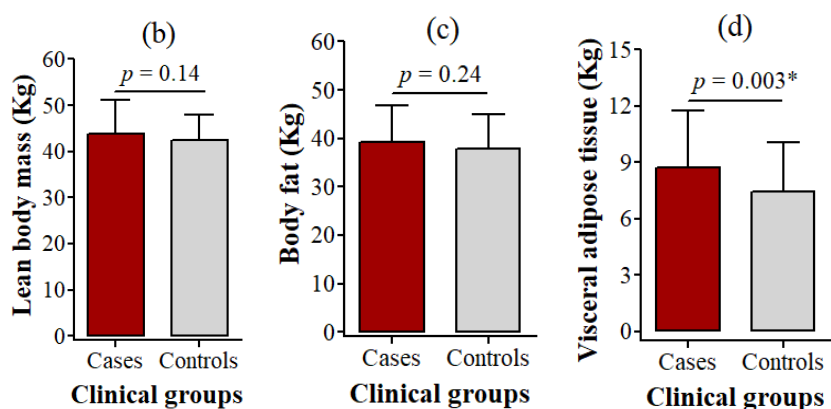 (b)
Lean body mass (Kg)
60
50
40
30
20
10
0
p = 0.14
Cases Controls
Clinical groups
(c)
Body fat (Kg)
60
50
40
30
20
10
0
p = 0.24
Cases Controls
Clinical groups
(d)
Visceral adipose tissue (Kg)
15
12
9
6
3
0
p = 0.003*
Cases Controls
Clinical groups